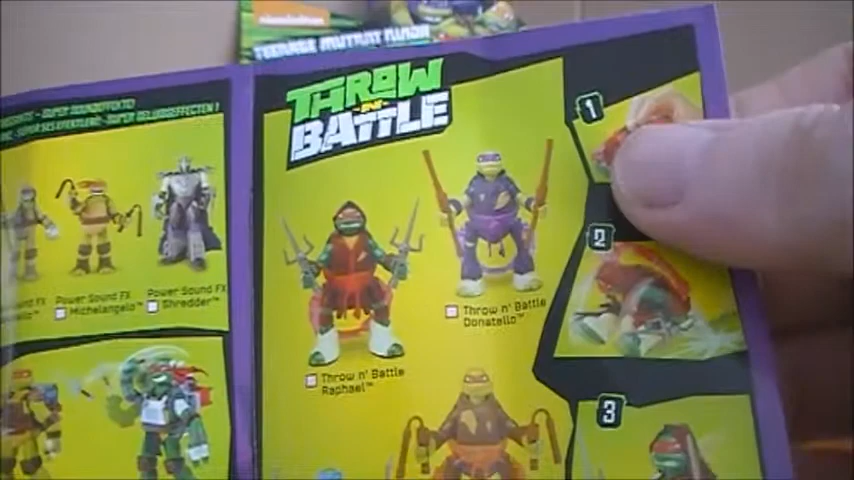 nickelodeon
TEENAGE MUTANT NINJA
THROW
BATTLE
Power Sound FX
Michelangelo™
Power Sound FX
Shredder™
Throw n' Battle
Raphael™
Throw n' Battle
Donatello™
1
2
3